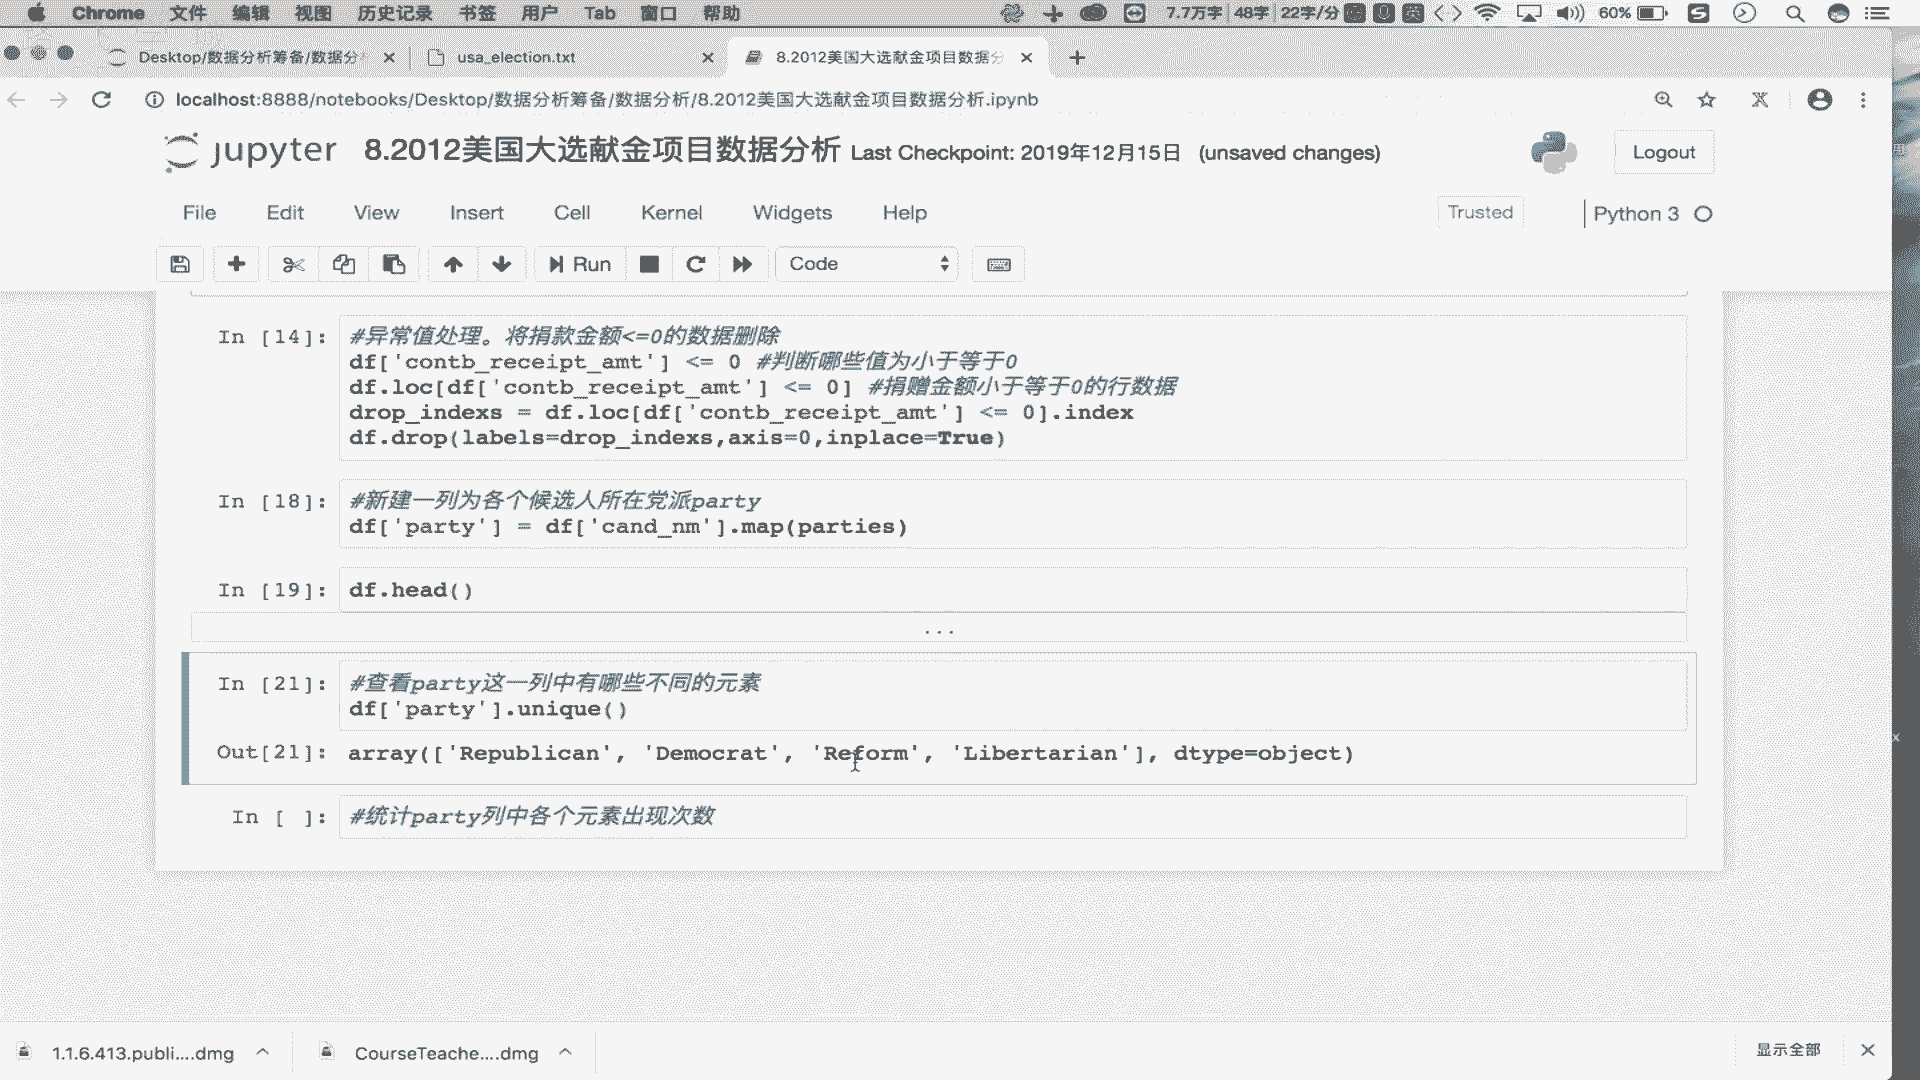 Chrome 文件 编辑 视图 历史记录 书签 用户 Tab 窗口 帮助 7.7万字 48字 22字/分 英 60%
Desktop/数据分析筹备/数据分 usa_election.txt 8.2012美国大选献金项目数据分
localhost:8888/notebooks/Desktop/数据分析筹备/数据分析/8.2012美国大选献金项目数据分析.ipynb
jupyter 8.2012美国大选献金项目数据分析 Last Checkpoint: 2019年12月15日 (unsaved changes) Logout
File Edit View Insert Cell Kernel Widgets Help Trusted Python 3
Run Code
In [14]: #异常值处理。将捐款金额<=0的数据删除
df['contb_receipt_amt'] <= 0 #判断哪些值为小于等于0
df.loc[df['contb_receipt_amt'] <= 0] #捐赠金额小于等于0的行数据
drop_indexs = df.loc[df['contb_receipt_amt'] <= 0].index
df.drop(labels=drop_indexs,axis=0,inplace=True)
In [18]: #新建一列为各个候选人所在党派party
df['party'] = df['cand_nm'].map(parties)
In [19]: df.head()
...
In [21]: #查看party这一列中有哪些不同的元素
df['party'].unique()
Out[21]: array(['Republican', 'Democrat', 'Reform', 'Libertarian'], dtype=object)
In [ ]: #统计party列中各个元素出现次数
1.1.6.413.publi....dmg CourseTeache....dmg 显示全部